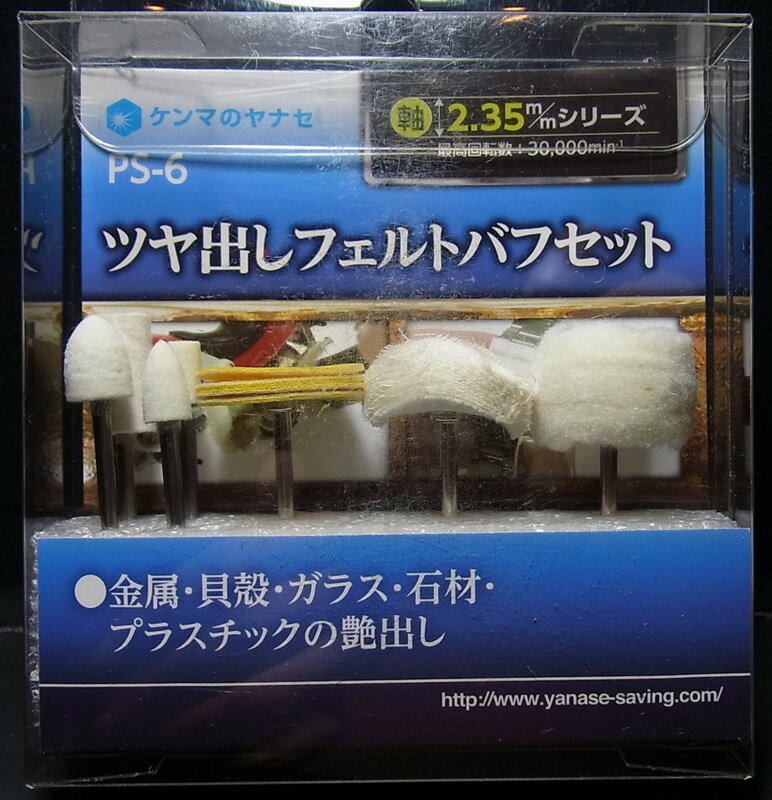 ケンマのヤナセ
軸 2.35m/mシリーズ
最高回転数：30,000min-1
PS-6
ツヤ出しフェルトバフセット
●金属・貝殻・ガラス・石材・
プラスチックの艶出し
http://www.yanase-saving.com/